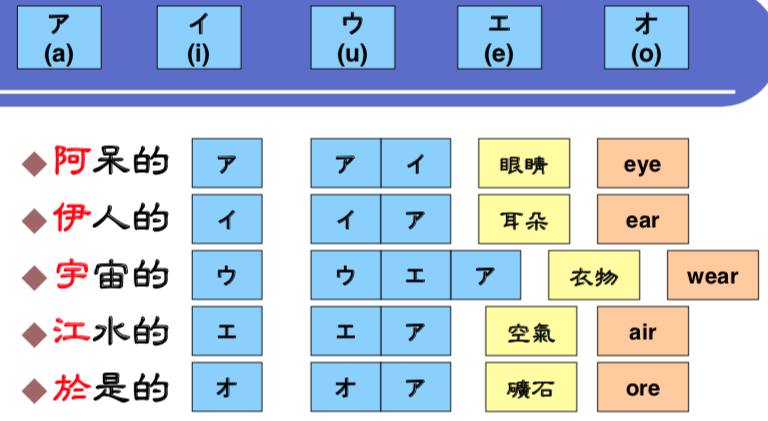 ア イ ウ エ オ
(a) (i) (u) (e) (o)
阿呆的 ア ア イ 眼睛 eye
伊人的 イ イ ア 耳朵 ear
宇宙的 ウ ウ エ ア 衣物 wear
江水的 エ エ ア 空氣 air
於是的 オ オ ア 礦石 ore